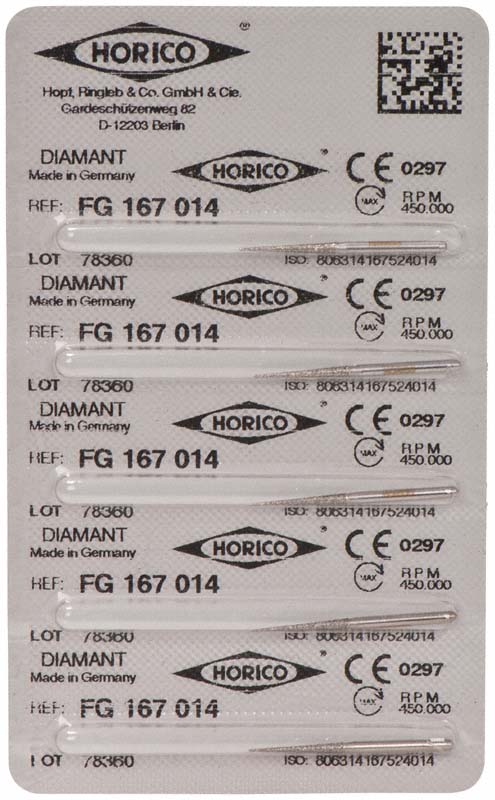 HORICO ®
Hopf, Ringleb & Co. GmbH & Cie.
Gardeschützenweg 82
D-12203 Berlin
DIAMANT HORICO ® CE 0297
Made in Germany
REF: FG 167 014 MAX RPM 450.000
LOT 78360 ISO: 806314167524014
DIAMANT HORICO ® CE 0297
Made in Germany
REF: FG 167 014 MAX RPM 450.000
LOT 78360 ISO: 806314167524014
DIAMANT HORICO ® CE 0297
Made in Germany
REF: FG 167 014 MAX RPM 450.000
LOT 78360 ISO: 806314167524014
DIAMANT HORICO ® CE 0297
Made in Germany
REF: FG 167 014 MAX RPM 450.000
LOT 78360 ISO: 806314167524014
DIAMANT HORICO ® CE 0297
Made in Germany
REF: FG 167 014 MAX RPM 450.000
LOT 78360 ISO: 806314167524014